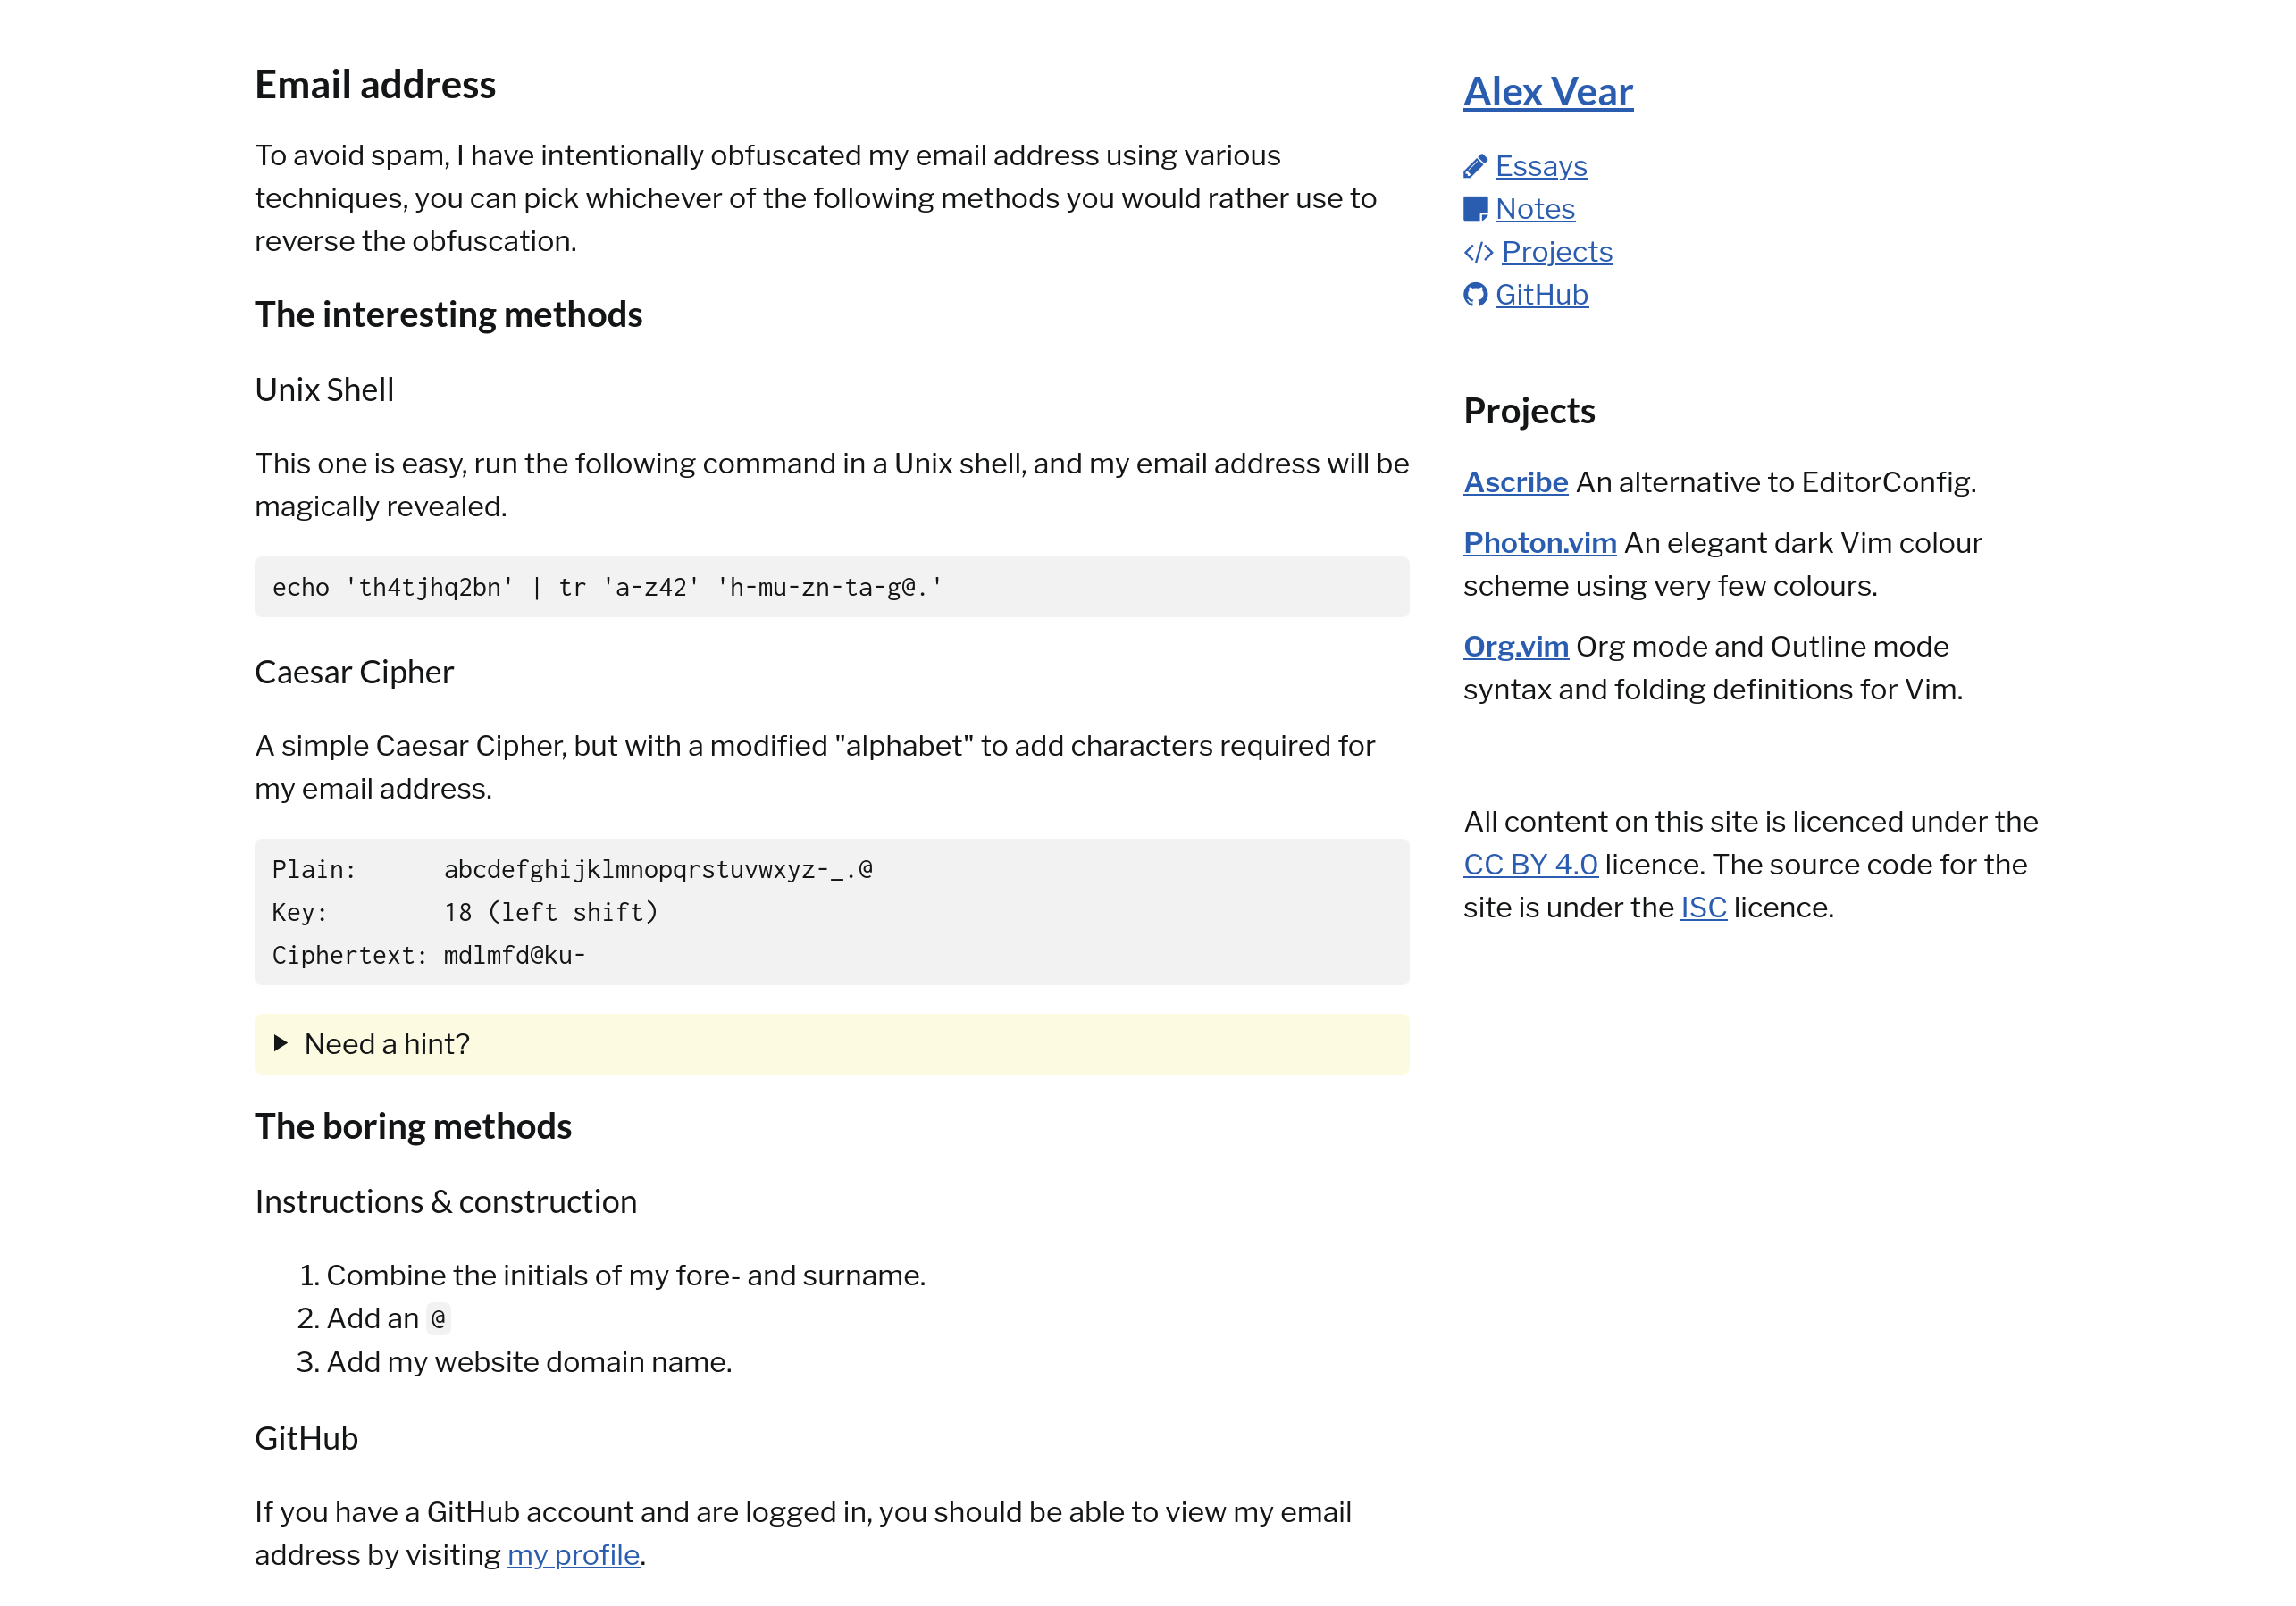 Email address
To avoid spam, I have intentionally obfuscated my email address using various
techniques, you can pick whichever of the following methods you would rather use to
reverse the obfuscation.
The interesting methods
Unix Shell
This one is easy, run the following command in a Unix shell, and my email address will be
magically revealed.
echo 'th4tjhq2bn' | tr 'a-z42' 'h-mu-zn-ta-g@.'
Caesar Cipher
A simple Caesar Cipher, but with a modified "alphabet" to add characters required for
my email address.
Plain:      abcdefghijklmnopqrstuvwxyz-_.@
Key:        18 (left shift)
Ciphertext: mdlmfd@ku-
▶ Need a hint?
The boring methods
Instructions & construction
1. Combine the initials of my fore- and surname.
2. Add an @
3. Add my website domain name.
GitHub
If you have a GitHub account and are logged in, you should be able to view my email
address by visiting my profile.
Alex Vear
Essays
Notes
</> Projects
GitHub
Projects
Ascribe An alternative to EditorConfig.
Photon.vim An elegant dark Vim colour
scheme using very few colours.
Org.vim Org mode and Outline mode
syntax and folding definitions for Vim.
All content on this site is licenced under the
CC BY 4.0 licence. The source code for the
site is under the ISC licence.